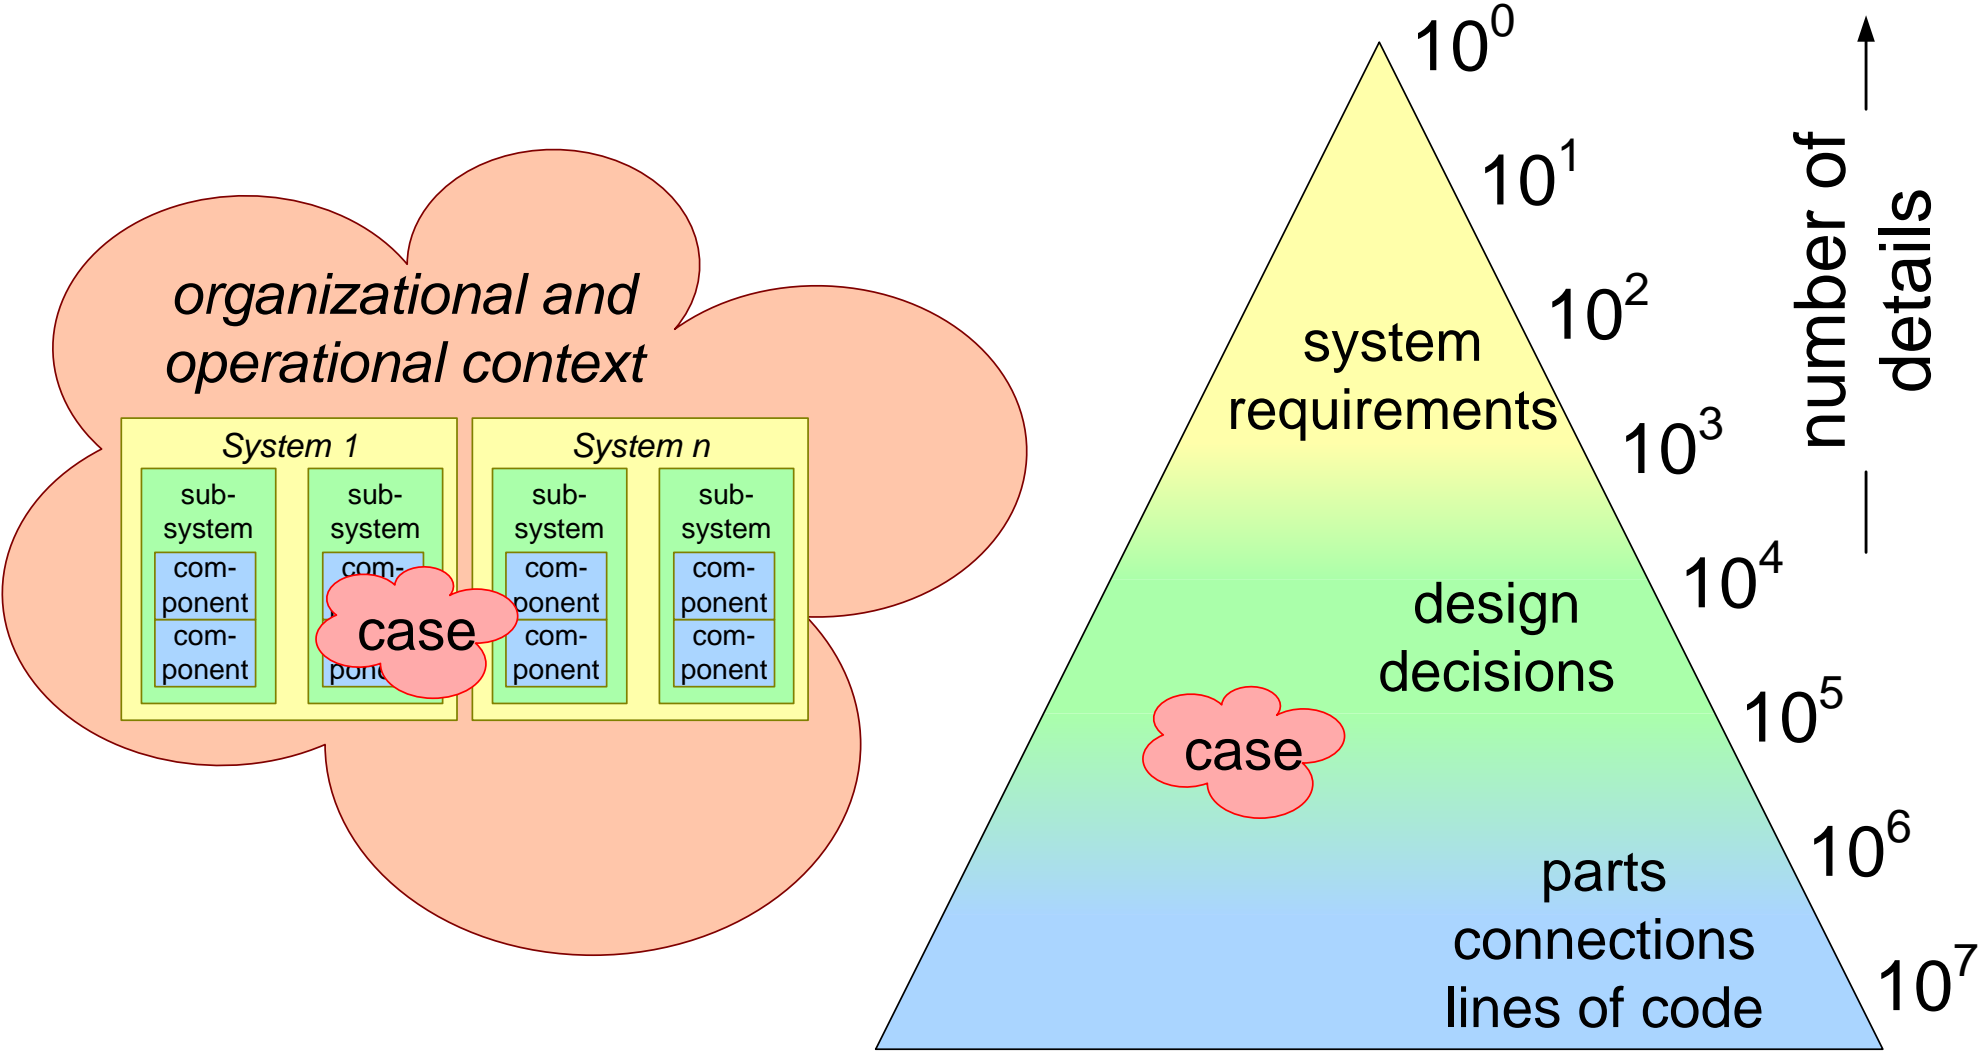 organizational and
operational context
System 1
sub-
system
com-
ponent
com-
ponent
sub-
system
com-
pon
case
System n
sub-
system
com-
ponent
com-
ponent
sub-
system
com-
ponent
com-
ponent
system
requirements
design
decisions
case
parts
connections
lines of code
10^0
10^1
10^2
10^3
10^4
10^5
10^6
10^7
number of
details